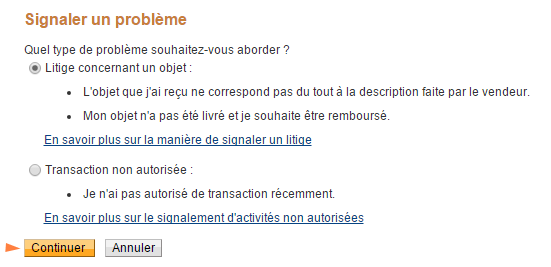 Signaler un problème
Quel type de problème souhaitez-vous aborder ?
Litige concernant un objet :
• L'objet que j'ai reçu ne correspond pas du tout à la description faite par le vendeur.
• Mon objet n'a pas été livré et je souhaite être remboursé.
En savoir plus sur la manière de signaler un litige
Transaction non autorisée :
• Je n'ai pas autorisé de transaction récemment.
En savoir plus sur le signalement d'activités non autorisées
Continuer Annuler